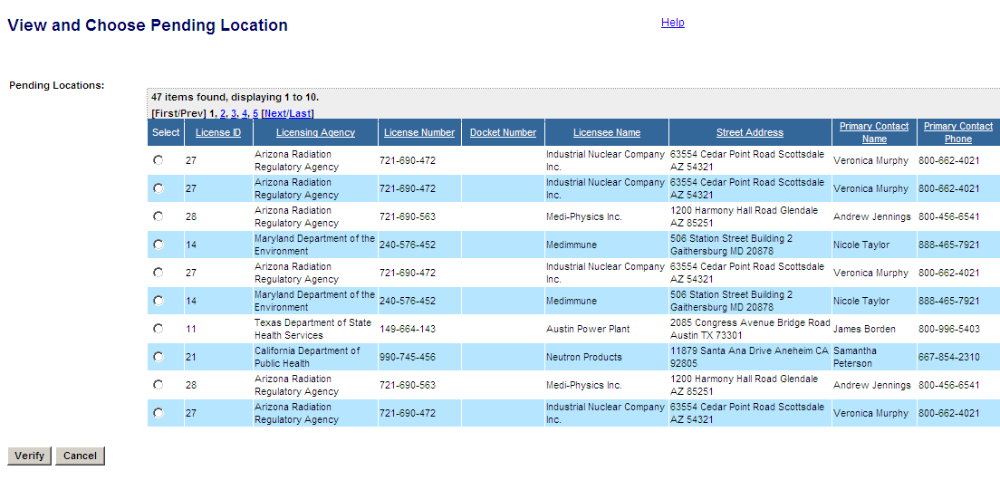 View and Choose Pending Location
Help
Pending Locations:
47 items found, displaying 1 to 10.
[First/Prev] 1, 2, 3, 4, 5 [Next/Last]
Select License ID Licensing Agency License Number Docket Number Licensee Name Street Address Primary Contact Name Primary Contact Phone
27 Arizona Radiation Regulatory Agency 721-690-472 Industrial Nuclear Company Inc. 63554 Cedar Point Road Scottsdale AZ 54321 Veronica Murphy 800-662-4021
27 Arizona Radiation Regulatory Agency 721-690-472 Industrial Nuclear Company Inc. 63554 Cedar Point Road Scottsdale AZ 54321 Veronica Murphy 800-662-4021
28 Arizona Radiation Regulatory Agency 721-690-563 Medi-Physics Inc. 1200 Harmony Hall Road Glendale AZ 85251 Andrew Jennings 800-456-6541
14 Maryland Department of the Environment 240-576-452 Medimmune 506 Station Street Building 2 Gaithersburg MD 20878 Nicole Taylor 888-465-7921
27 Arizona Radiation Regulatory Agency 721-690-472 Industrial Nuclear Company Inc. 63554 Cedar Point Road Scottsdale AZ 54321 Veronica Murphy 800-662-4021
14 Maryland Department of the Environment 240-576-452 Medimmune 506 Station Street Building 2 Gaithersburg MD 20878 Nicole Taylor 888-465-7921
11 Texas Department of State Health Services 149-664-143 Austin Power Plant 2085 Congress Avenue Bridge Road Austin TX 73301 James Borden 800-996-5403
21 California Department of Public Health 990-745-456 Neutron Products 11879 Santa Ana Drive Aneheim CA 92805 Samantha Peterson 667-854-2310
28 Arizona Radiation Regulatory Agency 721-690-563 Medi-Physics Inc. 1200 Harmony Hall Road Glendale AZ 85251 Andrew Jennings 800-456-6541
27 Arizona Radiation Regulatory Agency 721-690-472 Industrial Nuclear Company Inc. 63554 Cedar Point Road Scottsdale AZ 54321 Veronica Murphy 800-662-4021
Verify Cancel